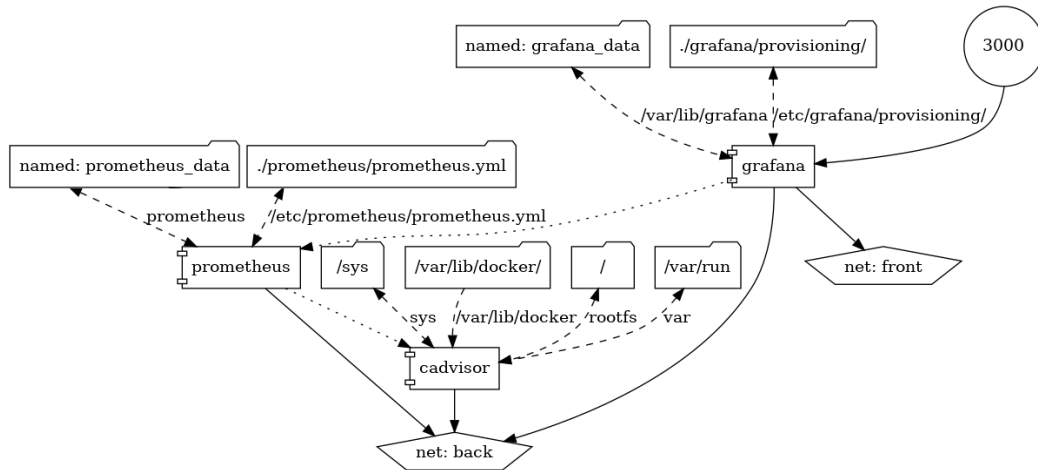 named: grafana_data
./grafana/provisioning/
3000
/var/lib/grafana
/etc/grafana/provisioning/
named: prometheus_data
./prometheus/prometheus.yml
grafana
prometheus
/etc/prometheus/prometheus.yml
prometheus
/sys
/var/lib/docker/
/
/var/run
net: front
sys
/var/lib/docker
rootfs
var
cadvisor
net: back